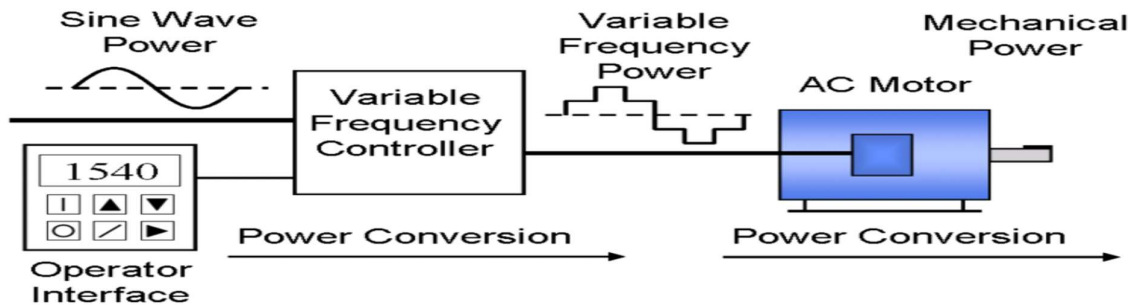 Sine Wave
Power
Variable
Frequency
Power
Mechanical
Power
AC Motor
Variable
Frequency
Controller
1540
Operator
Interface
Power Conversion
Power Conversion